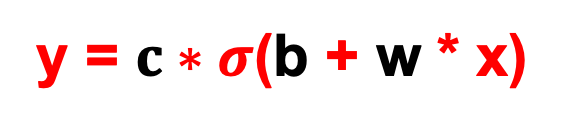 y = c * σ(b + w * x)